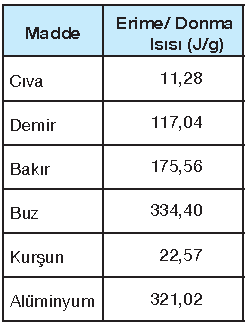 Madde Erime/ Donma Isısı (J/g)
Cıva 11,28
Demir 117,04
Bakır 175,56
Buz 334,40
Kurşun 22,57
Alüminyum 321,02